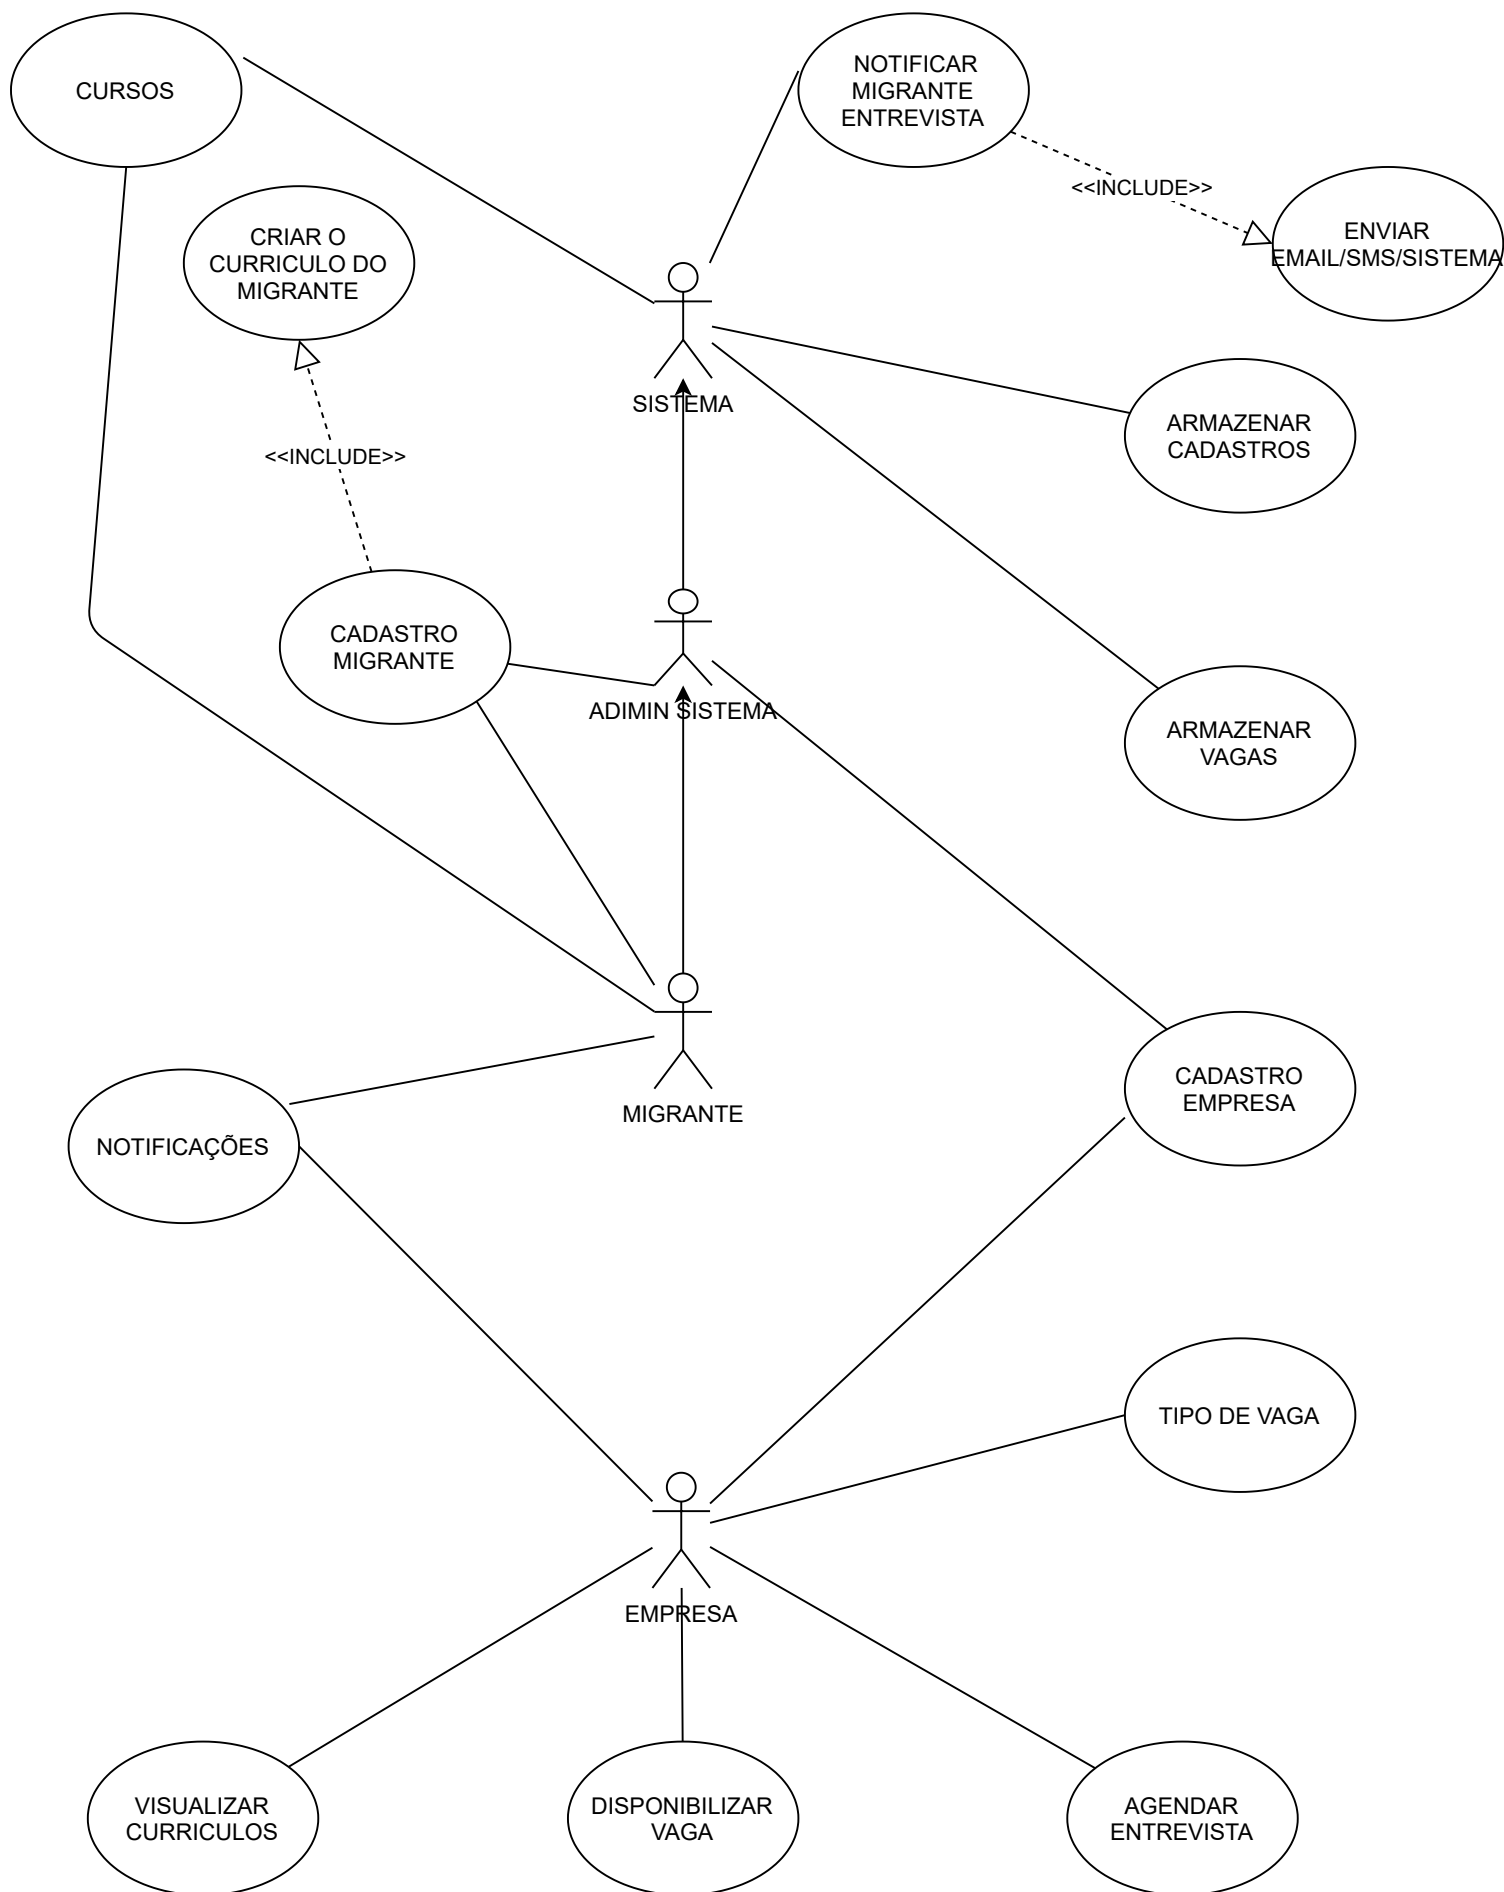 CURSOS
NOTIFICAR
MIGRANTE
ENTREVISTA
<<INCLUDE>>
ENVIAR
EMAIL/SMS/SISTEMA
CRIAR O
CURRICULO DO
MIGRANTE
SISTEMA
ARMAZENAR
CADASTROS
<<INCLUDE>>
CADASTRO
MIGRANTE
ADIMIN SISTEMA
ARMAZENAR
VAGAS
MIGRANTE
CADASTRO
EMPRESA
NOTIFICAÇÕES
TIPO DE VAGA
EMPRESA
VISUALIZAR
CURRICULOS
DISPONIBILIZAR
VAGA
AGENDAR
ENTREVISTA